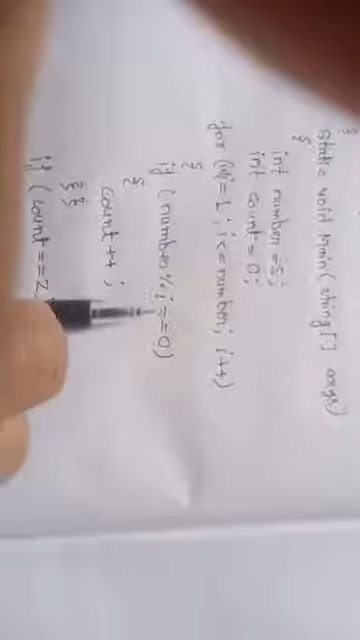 {
static void Main(string[] args)
{
int number = 5;
int count = 0;
for (i=1; i<=number; i++)
{
if (number%i==0)
{
count++;
}}
if (count==2